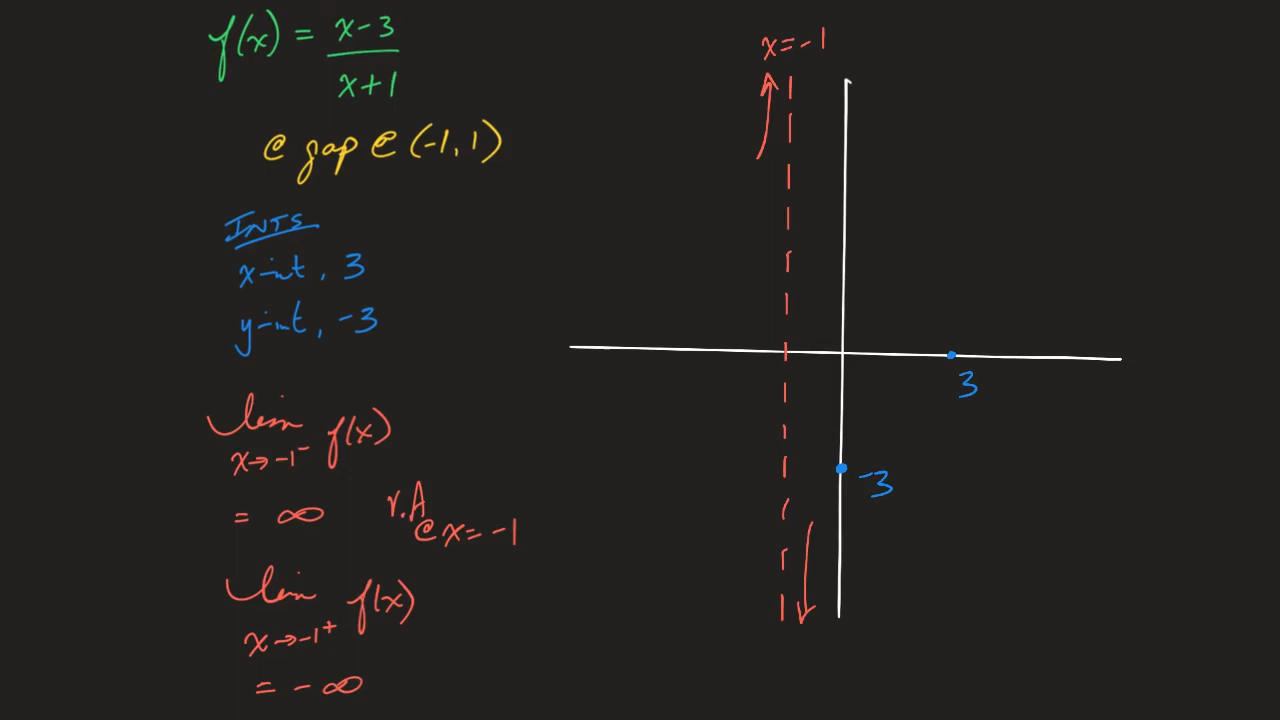 f(x) = x-3
x+1
@ gap @ (-1, 1)
INTS
x-int, 3
y-int, -3
lim f(x)
x→-1⁻
= ∞
V.A
@ x = -1
lim f(x)
x→-1⁺
= -∞
x=-1
3
-3